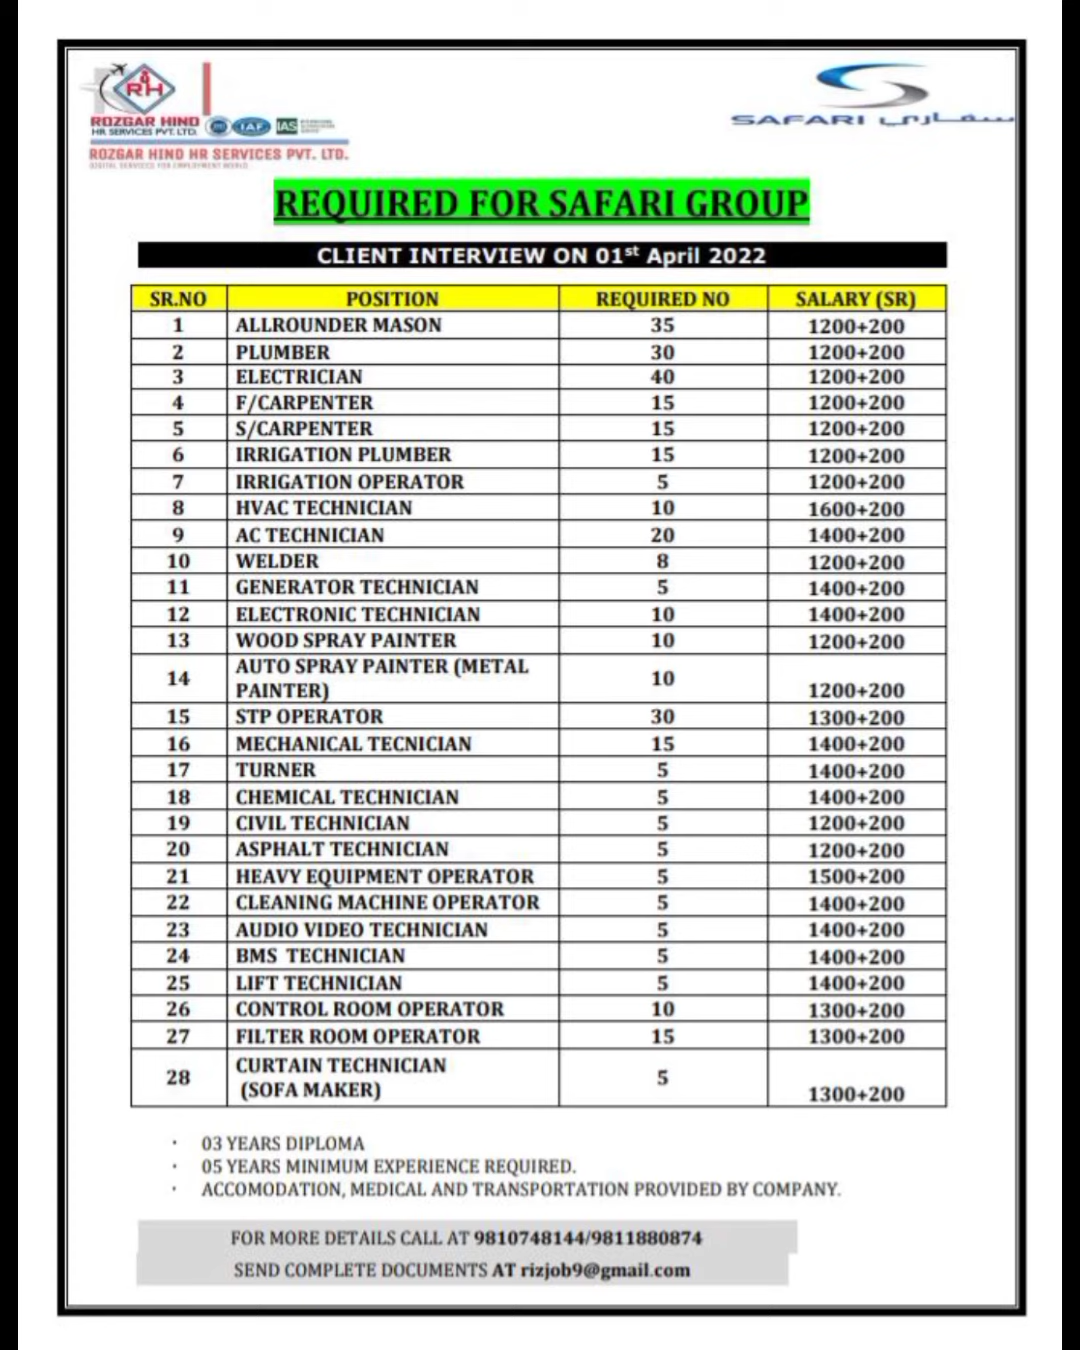 RH
ROZGAR HIND
HR SERVICES PVT. LTD.
IAF
IAS
ROZGAR HIND HR SERVICES PVT. LTD.
DIGITAL SERVICES FOR EMPLOYMENT WORLD
SAFARI سفاري
REQUIRED FOR SAFARI GROUP
CLIENT INTERVIEW ON 01st April 2022
SR.NO POSITION REQUIRED NO SALARY (SR)
1 ALLROUNDER MASON 35 1200+200
2 PLUMBER 30 1200+200
3 ELECTRICIAN 40 1200+200
4 F/CARPENTER 15 1200+200
5 S/CARPENTER 15 1200+200
6 IRRIGATION PLUMBER 15 1200+200
7 IRRIGATION OPERATOR 5 1200+200
8 HVAC TECHNICIAN 10 1600+200
9 AC TECHNICIAN 20 1400+200
10 WELDER 8 1200+200
11 GENERATOR TECHNICIAN 5 1400+200
12 ELECTRONIC TECHNICIAN 10 1400+200
13 WOOD SPRAY PAINTER 10 1200+200
14 AUTO SPRAY PAINTER (METAL
PAINTER) 10 1200+200
15 STP OPERATOR 30 1300+200
16 MECHANICAL TECNICIAN 15 1400+200
17 TURNER 5 1400+200
18 CHEMICAL TECHNICIAN 5 1400+200
19 CIVIL TECHNICIAN 5 1200+200
20 ASPHALT TECHNICIAN 5 1200+200
21 HEAVY EQUIPMENT OPERATOR 5 1500+200
22 CLEANING MACHINE OPERATOR 5 1400+200
23 AUDIO VIDEO TECHNICIAN 5 1400+200
24 BMS TECHNICIAN 5 1400+200
25 LIFT TECHNICIAN 5 1400+200
26 CONTROL ROOM OPERATOR 10 1300+200
27 FILTER ROOM OPERATOR 15 1300+200
28 CURTAIN TECHNICIAN
(SOFA MAKER) 5 1300+200
· 03 YEARS DIPLOMA
· 05 YEARS MINIMUM EXPERIENCE REQUIRED.
· ACCOMODATION, MEDICAL AND TRANSPORTATION PROVIDED BY COMPANY.
FOR MORE DETAILS CALL AT 9810748144/9811880874
SEND COMPLETE DOCUMENTS AT rizjob9@gmail.com